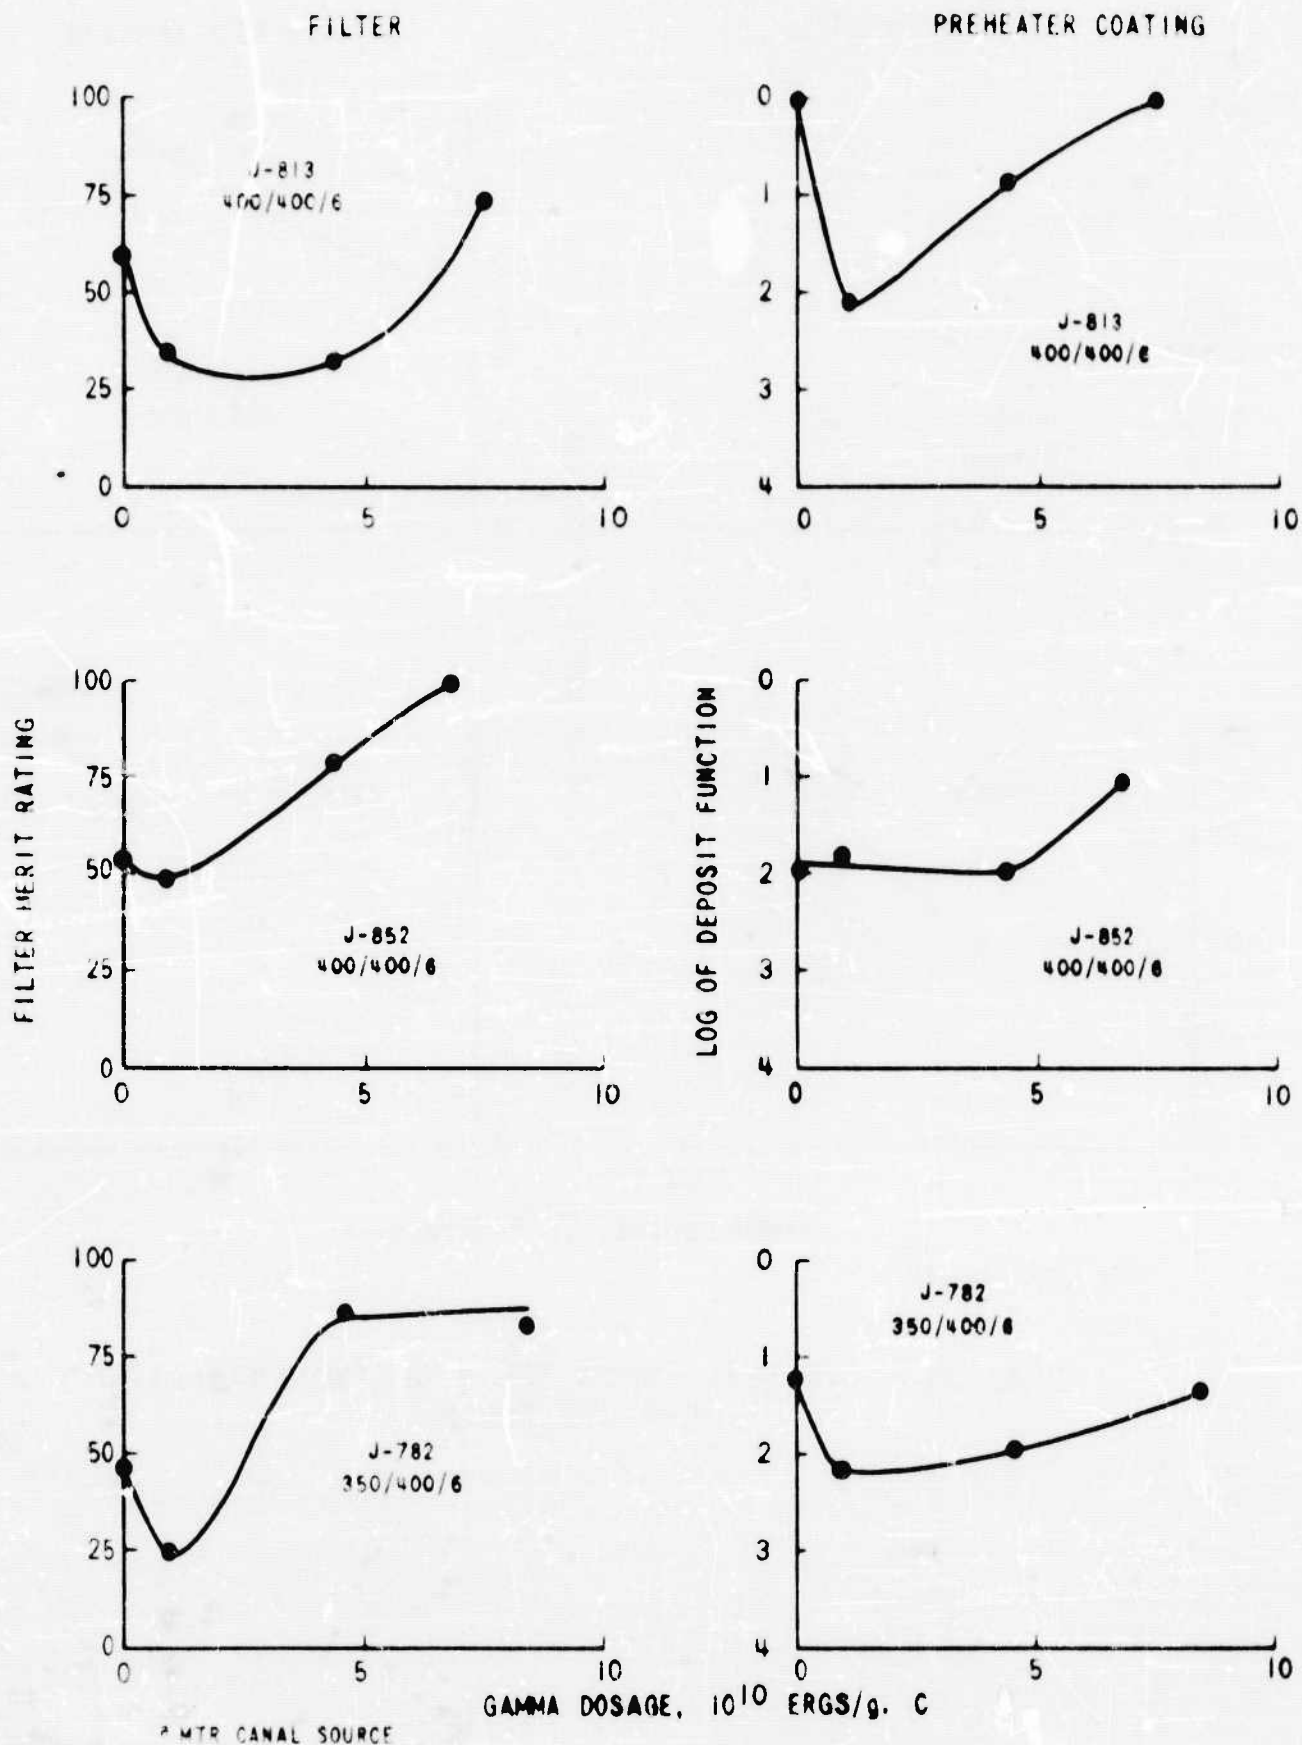 FILTER
PREHEATER COATING
100
75
50
25
0
0 5 10
J-813
400/400/6
0
1
2
3
4
0 5 10
J-813
400/400/6
FILTER MERIT RATING
100
75
50
25
0
0 5 10
J-852
400/400/6
LOG OF DEPOSIT FUNCTION
0
1
2
3
4
0 5 10
J-852
400/400/6
100
75
50
25
0
0 5 10
J-782
350/400/6
0
1
2
3
4
0 5 10
J-782
350/400/6
GAMMA DOSAGE, 10¹⁰ ERGS/g. C
ª MTR CANAL SOURCE